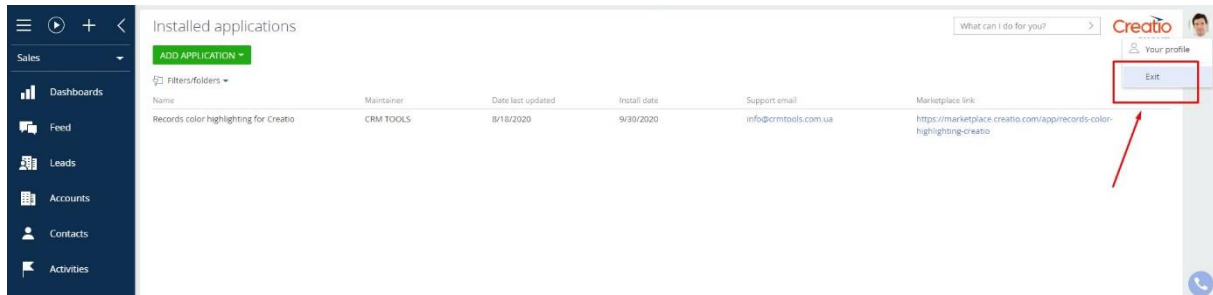 Installed applications
What can I do for you? >
Creatio
Sales
ADD APPLICATION
Your profile
Filters/folders
Exit
Dashboards
Name Maintainer Date last updated Install date Support email Marketplace link
Records color highlighting for Creatio CRM TOOLS 8/18/2020 9/30/2020 info@crmtools.com.ua https://marketplace.creatio.com/app/records-color-
highlighting-creatio
Feed
Leads
Accounts
Contacts
Activities